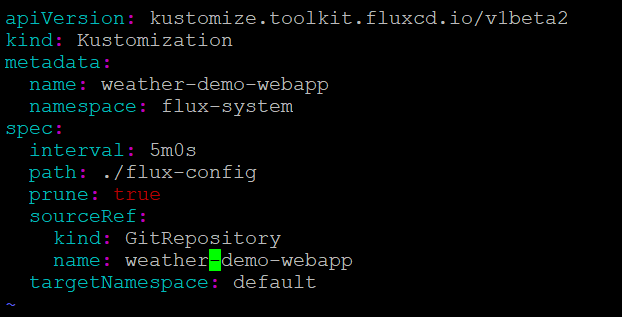 apiVersion: kustomize.toolkit.fluxcd.io/v1beta2
kind: Kustomization
metadata:
  name: weather-demo-webapp
  namespace: flux-system
spec:
  interval: 5m0s
  path: ./flux-config
  prune: true
  sourceRef:
    kind: GitRepository
    name: weather-demo-webapp
  targetNamespace: default
~